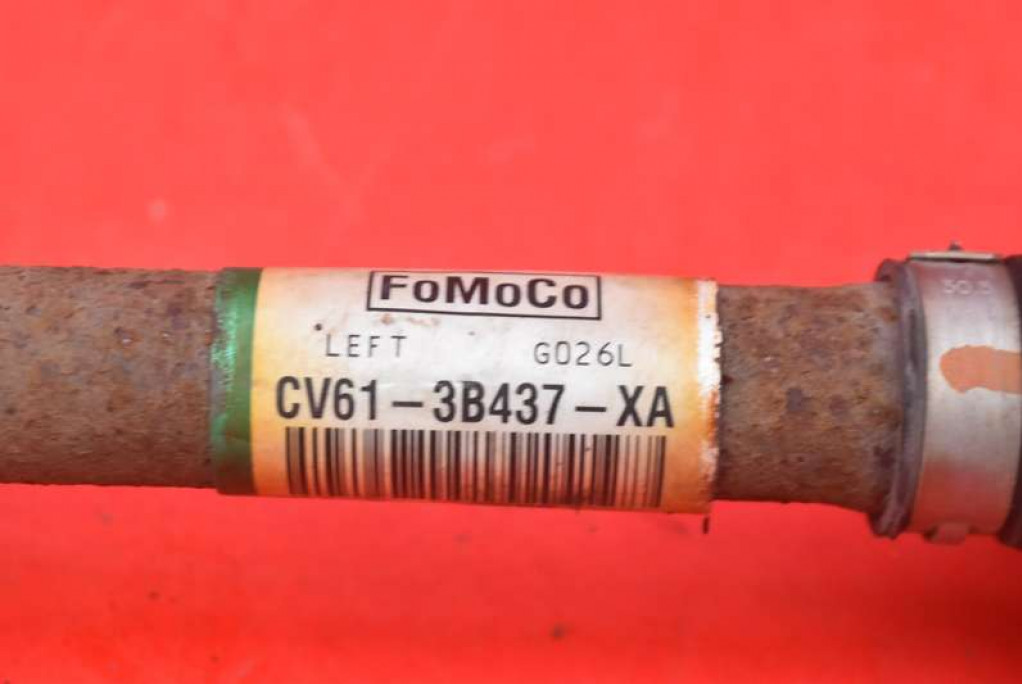 FoMoCo
LEFT G026L
CV61-3B437-XA